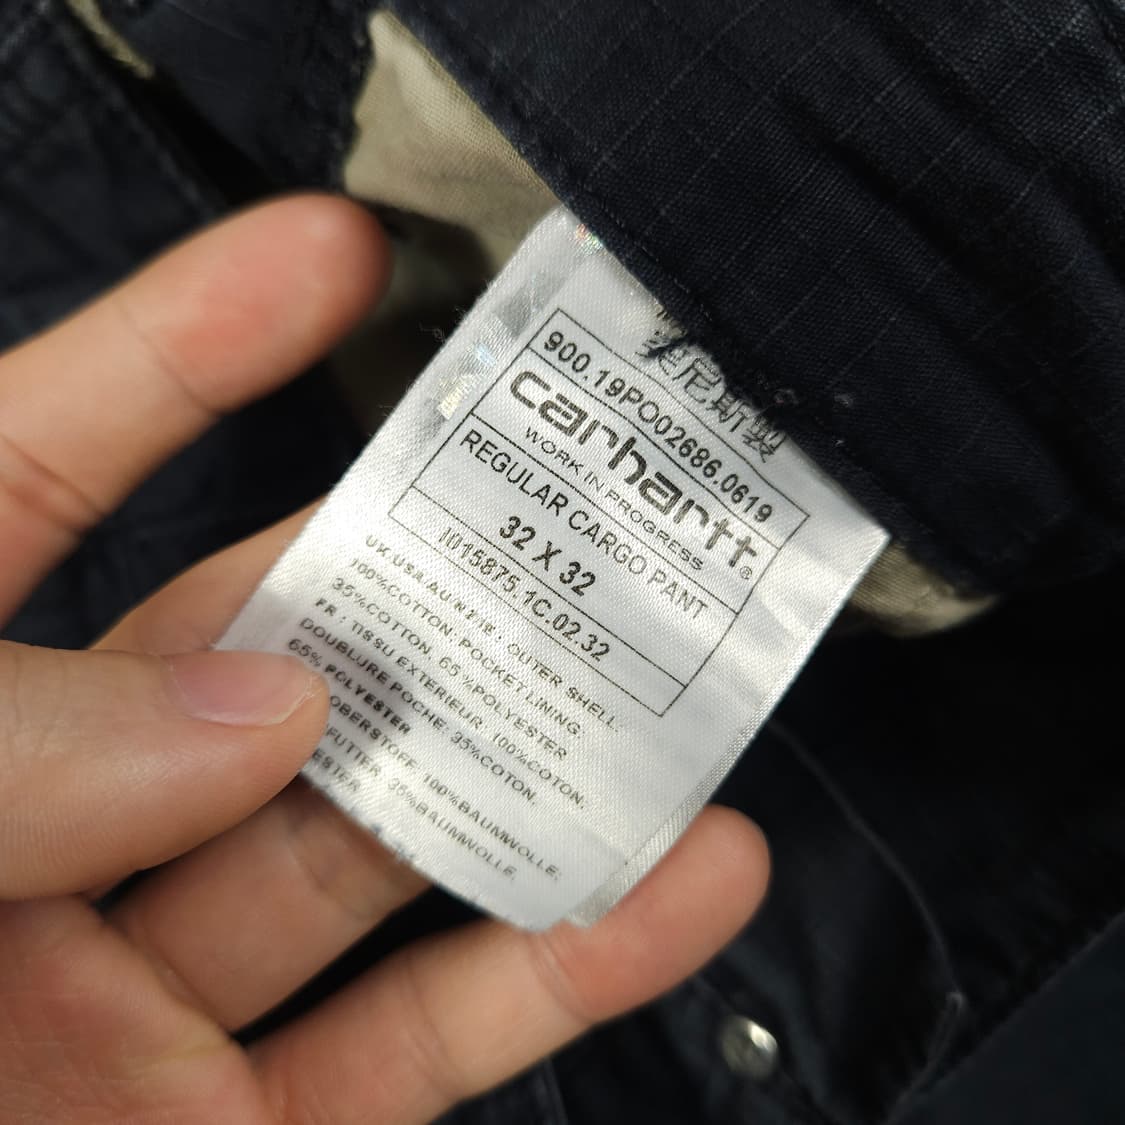 尼斯製
900.19PO02686.0619
carhartt®
WORK IN PROGRESS
REGULAR CARGO PANT
32 X 32
I015875.1C.02.32
UK USA AU NZ IE : OUTER SHELL.
100%COTTON. POCKET LINING
35%COTTON. 65%POLYESTER
FR : TISSU EXTERIEUR. 100%COTON.
DOUBLURE POCHE: 35%COTON.
65% POLYESTER
OBERSTOFF. 100%BAUMWOLLE.
FUTTER. 35%BAUMWOLLE.
ESTER